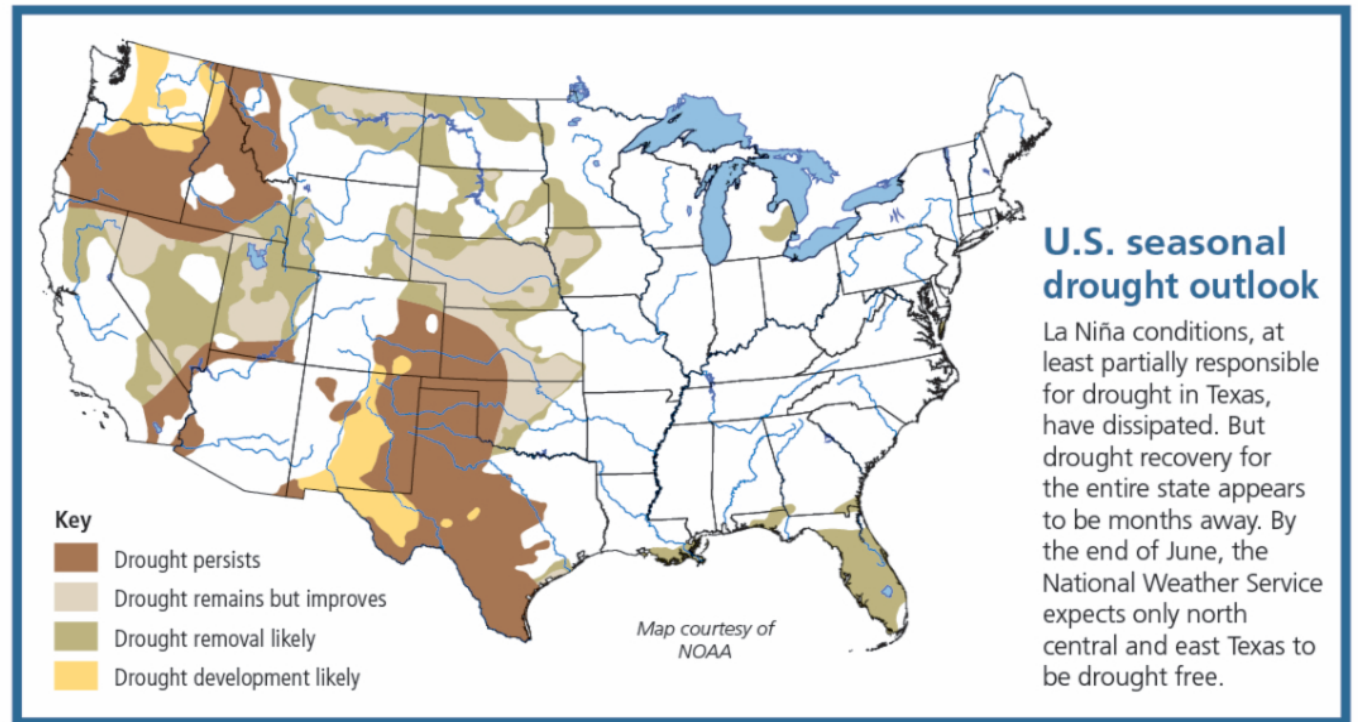 U.S. seasonal
drought outlook
La Niña conditions, at
least partially responsible
for drought in Texas,
have dissipated. But
drought recovery for
the entire state appears
to be months away. By
the end of June, the
National Weather Service
expects only north
central and east Texas to
be drought free.
Key
Drought persists
Drought remains but improves
Drought removal likely
Drought development likely
Map courtesy of
NOAA